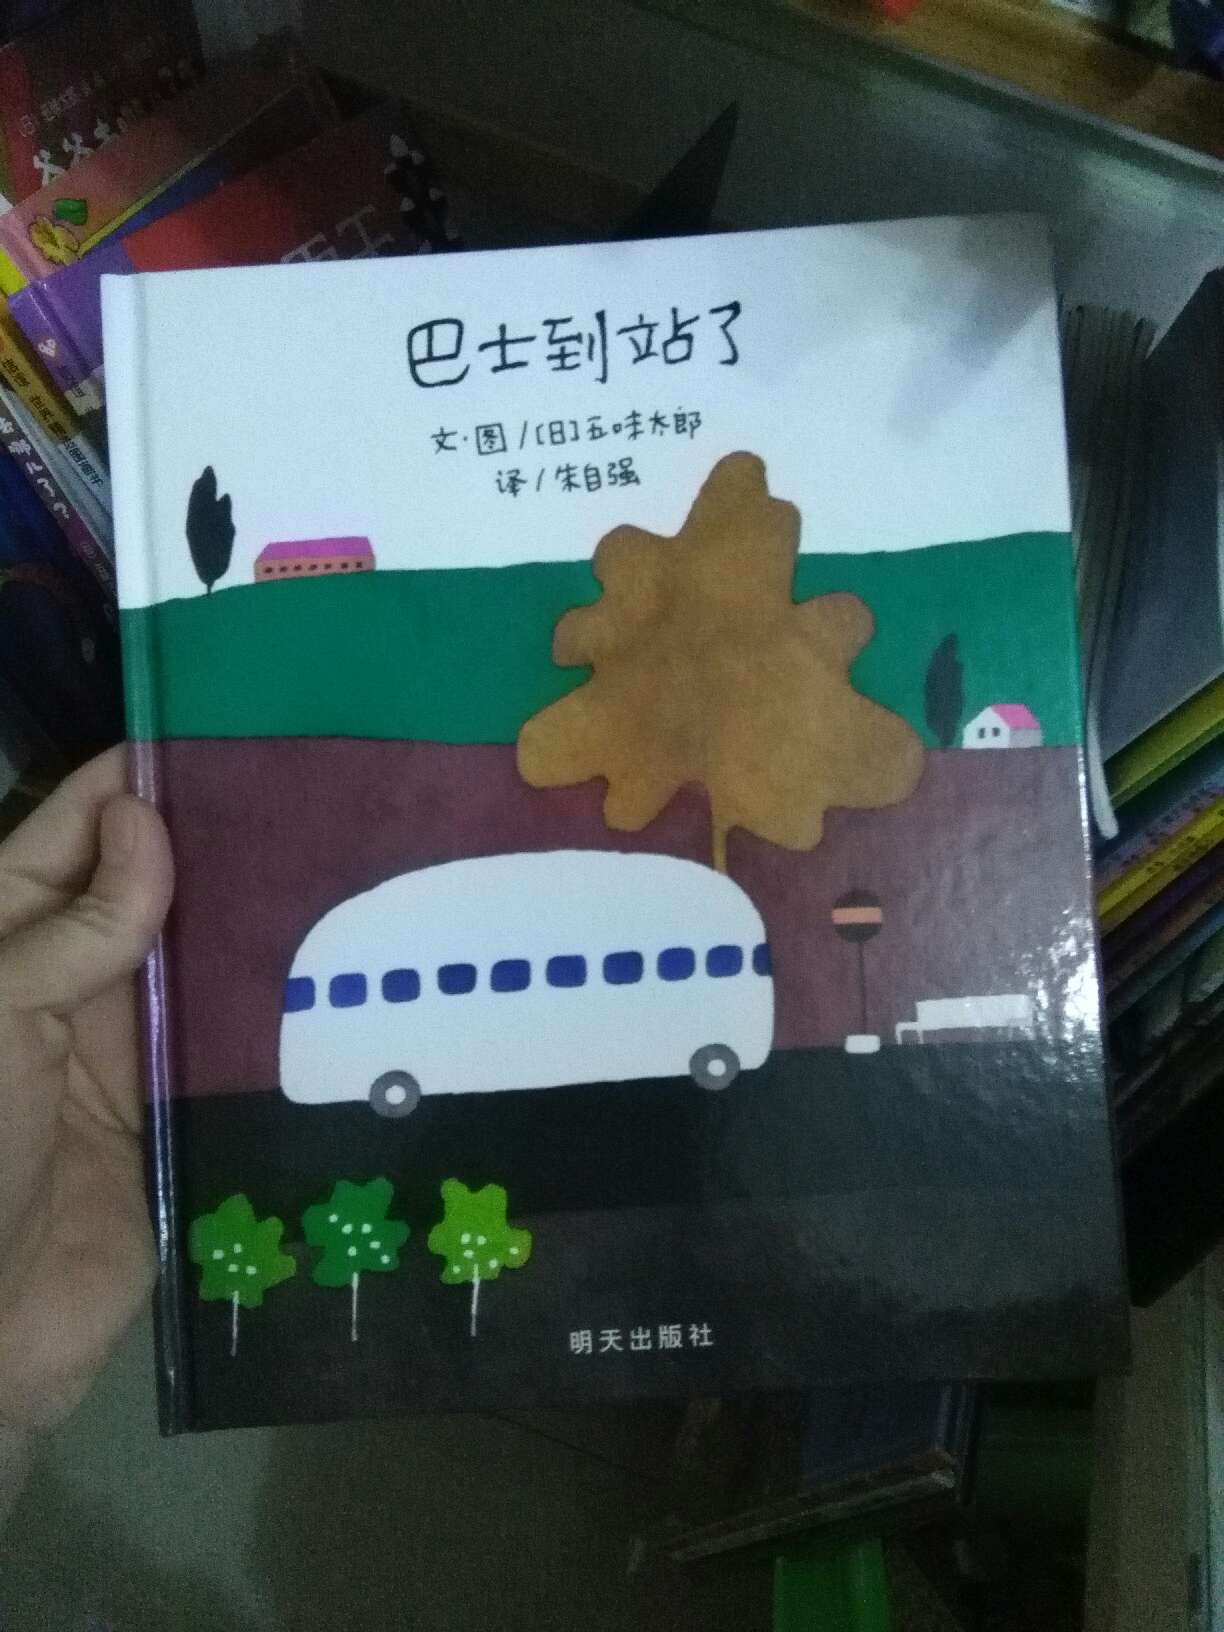 巴士到站了
文·图/[日]五味太郎
译/朱自强
明天出版社